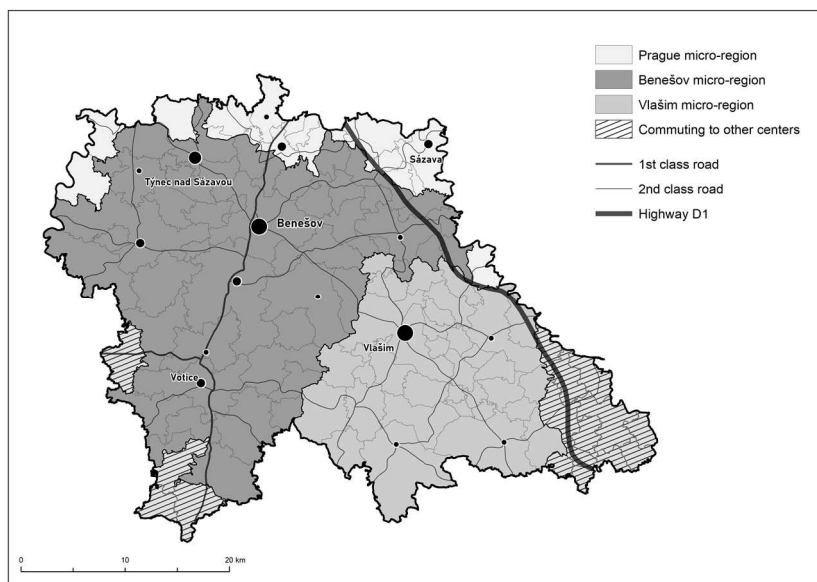 Prague micro-region
Benešov micro-region
Vlašim micro-region
Commuting to other centers
1st class road
2nd class road
Highway D1
Sázava
Týnec nad Sázavou
Benešov
Vlašim
Votice
0 10 20 km